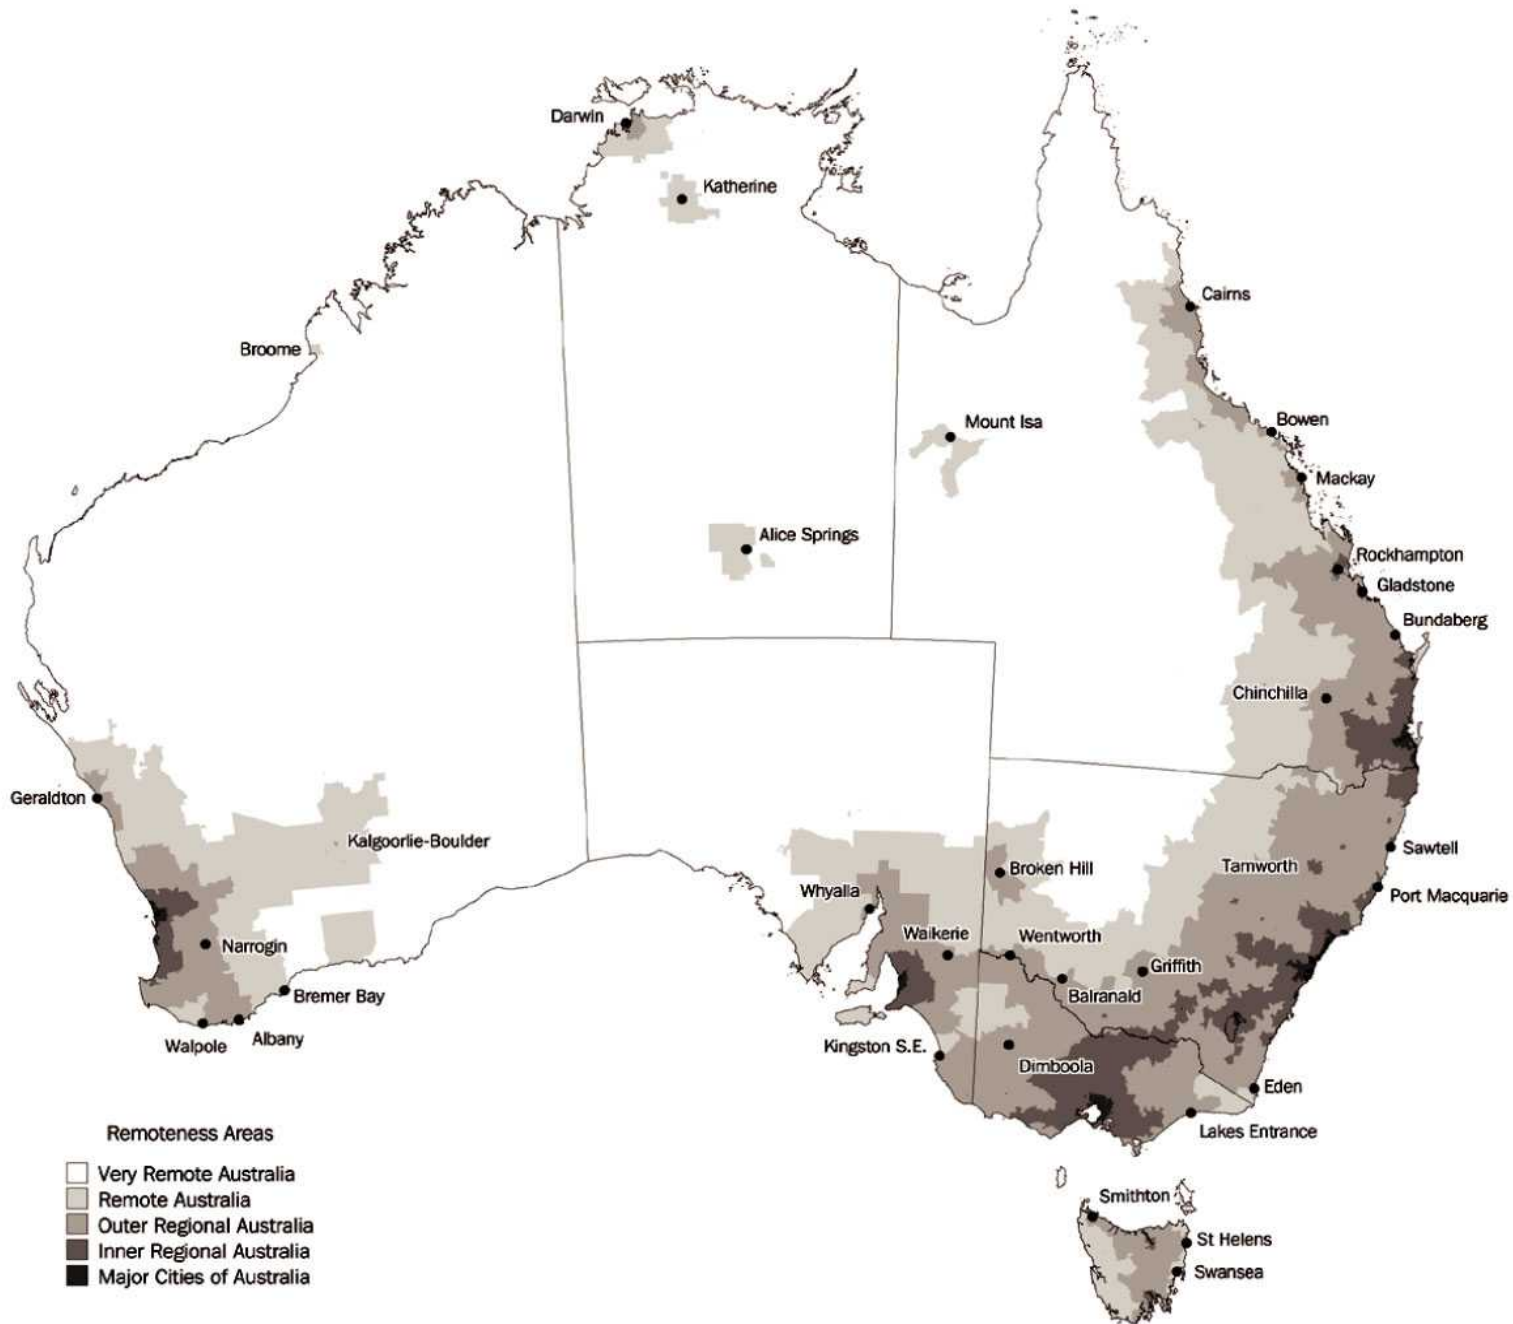 Darwin
Katherine
Cairns
Broome
Mount Isa
Bowen
Mackay
Alice Springs
Rockhampton
Gladstone
Bundaberg
Chinchilla
Geraldton
Kalgoorlie-Boulder
Sawtell
Tamworth
Broken Hill
Whyalla
Port Macquarie
Narrogin
Waikerie
Wentworth
Griffith
Bremer Bay
Balranald
Walpole
Albany
Kingston S.E.
Dimboola
Eden
Lakes Entrance
Remoteness Areas
Very Remote Australia
Remote Australia
Outer Regional Australia
Inner Regional Australia
Major Cities of Australia
Smithton
St Helens
Swansea